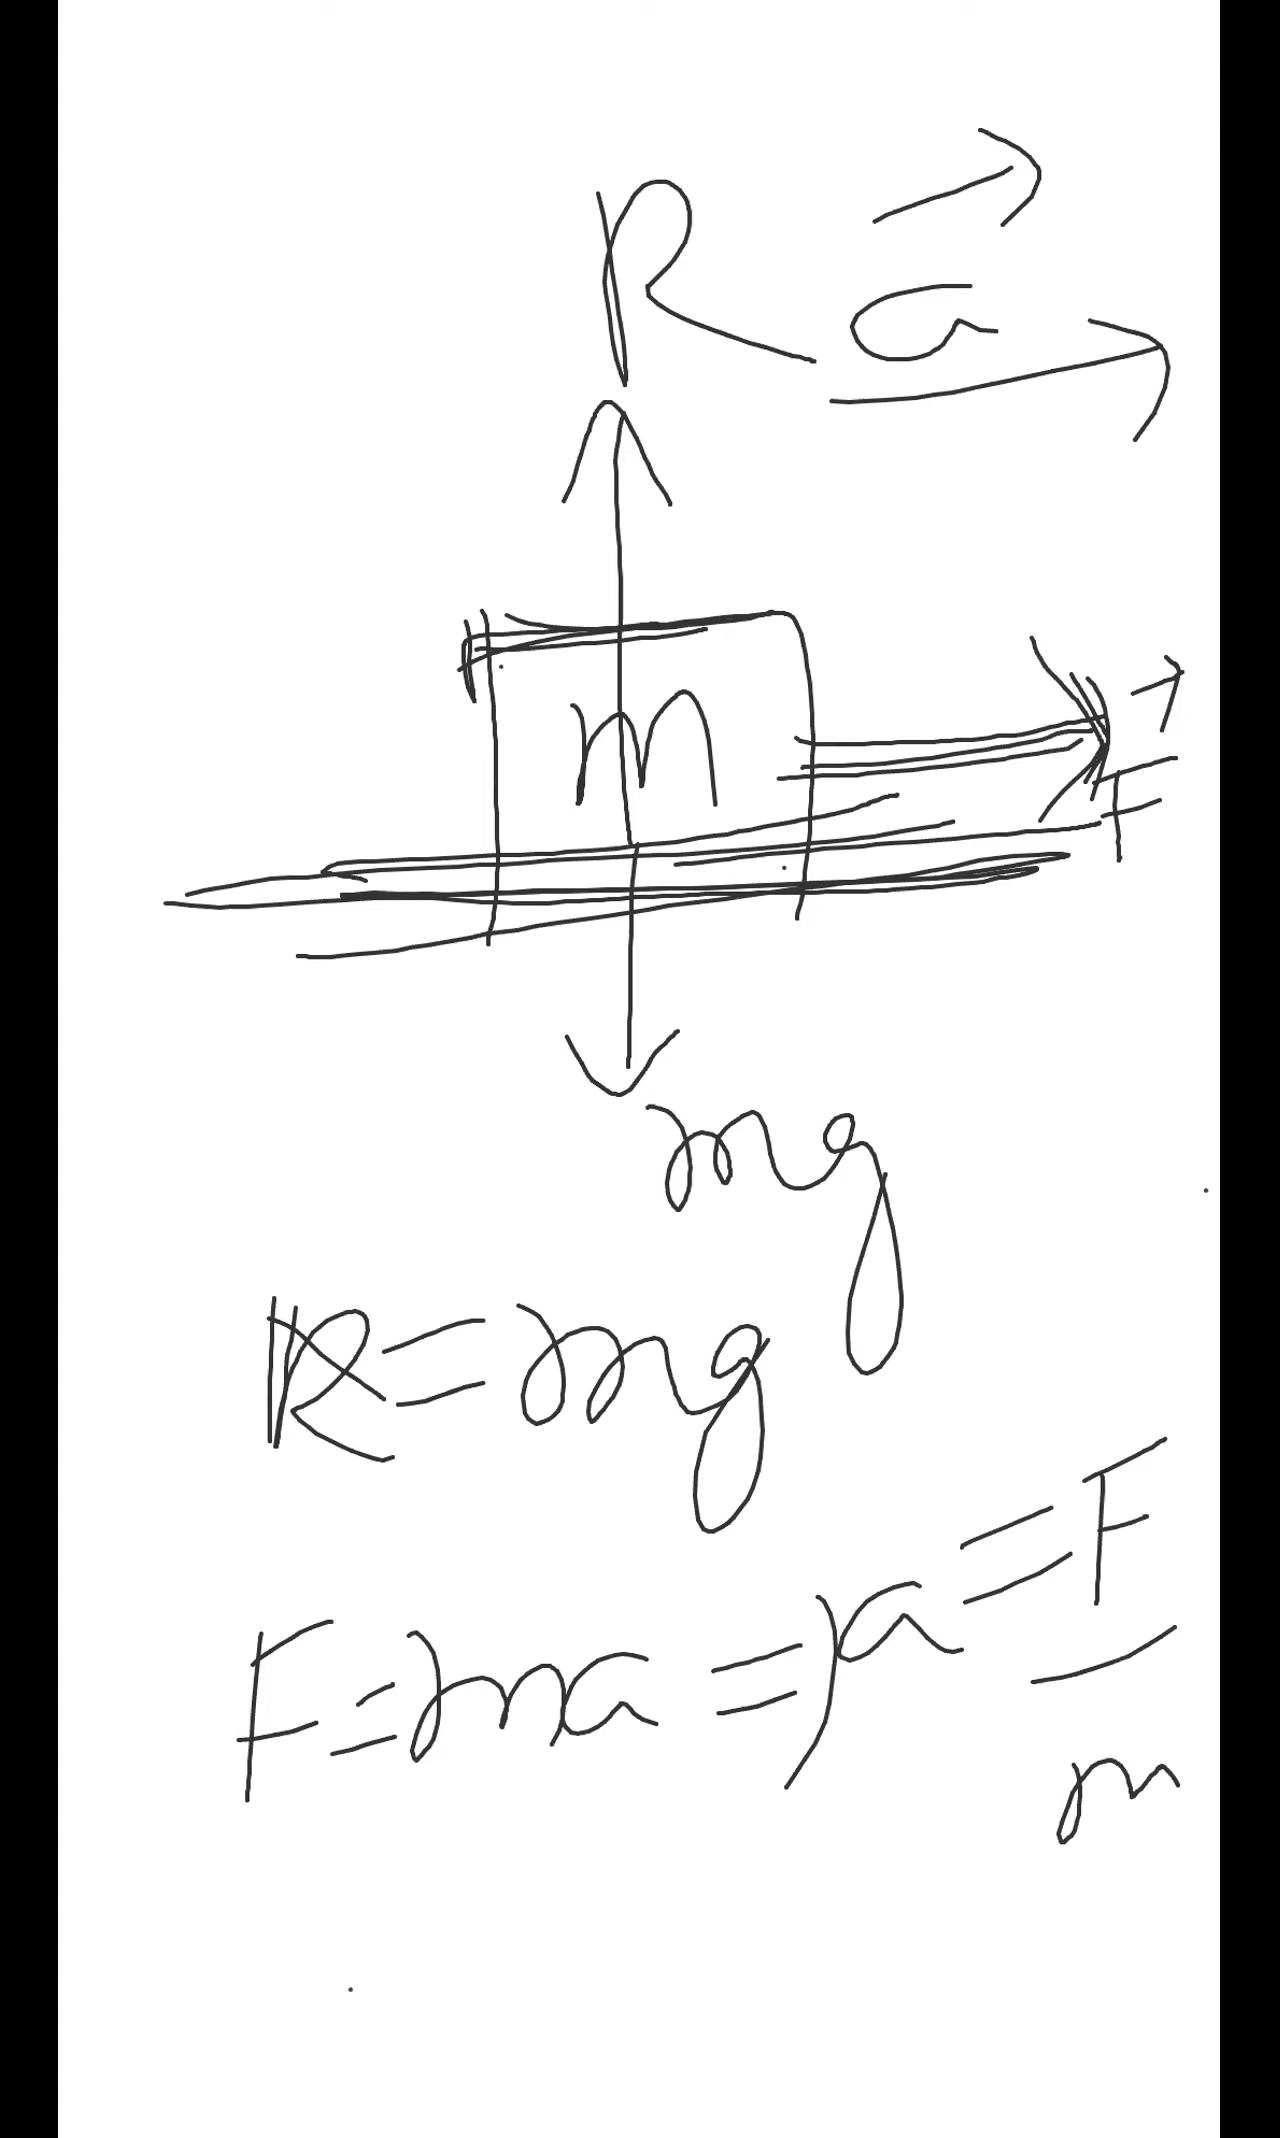 R
a
m
F
mg
R = mg
F = ma ⇒ a = F/m